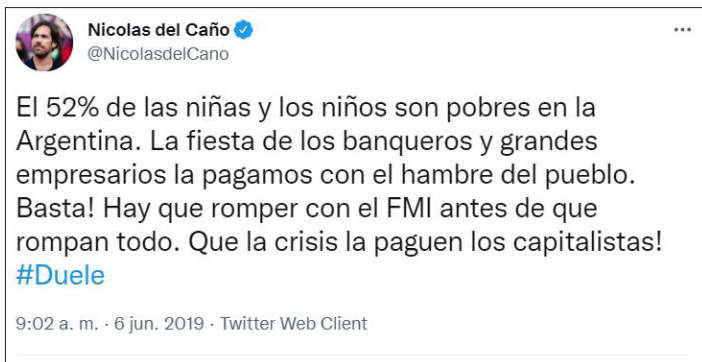 Nicolas del Caño
@NicolasdelCano
El 52% de las niñas y los niños son pobres en la
Argentina. La fiesta de los banqueros y grandes
empresarios la pagamos con el hambre del pueblo.
Basta! Hay que romper con el FMI antes de que
rompan todo. Que la crisis la paguen los capitalistas!
#Duele
9:02 a. m. · 6 jun. 2019 · Twitter Web Client